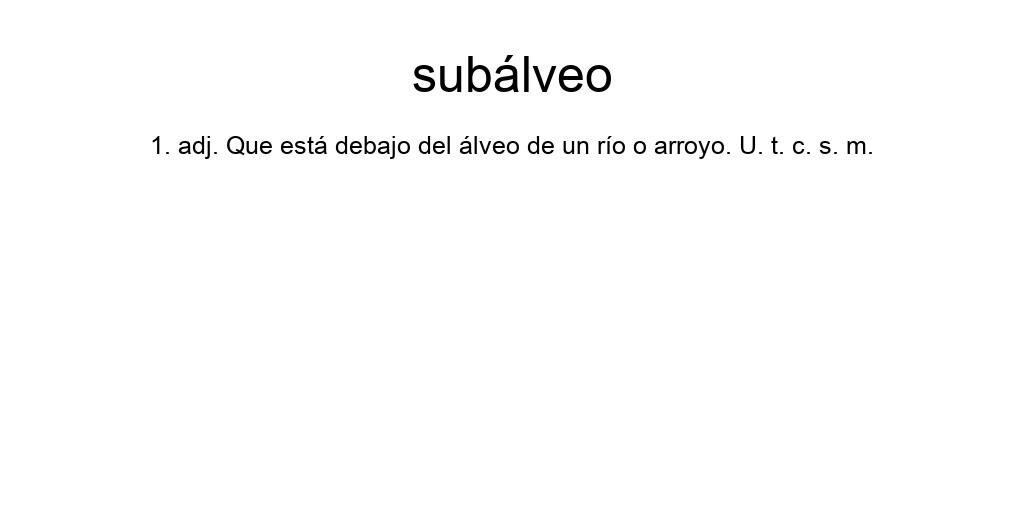 subálveo
1. adj. Que está debajo del álveo de un río o arroyo. U. t. c. s. m.